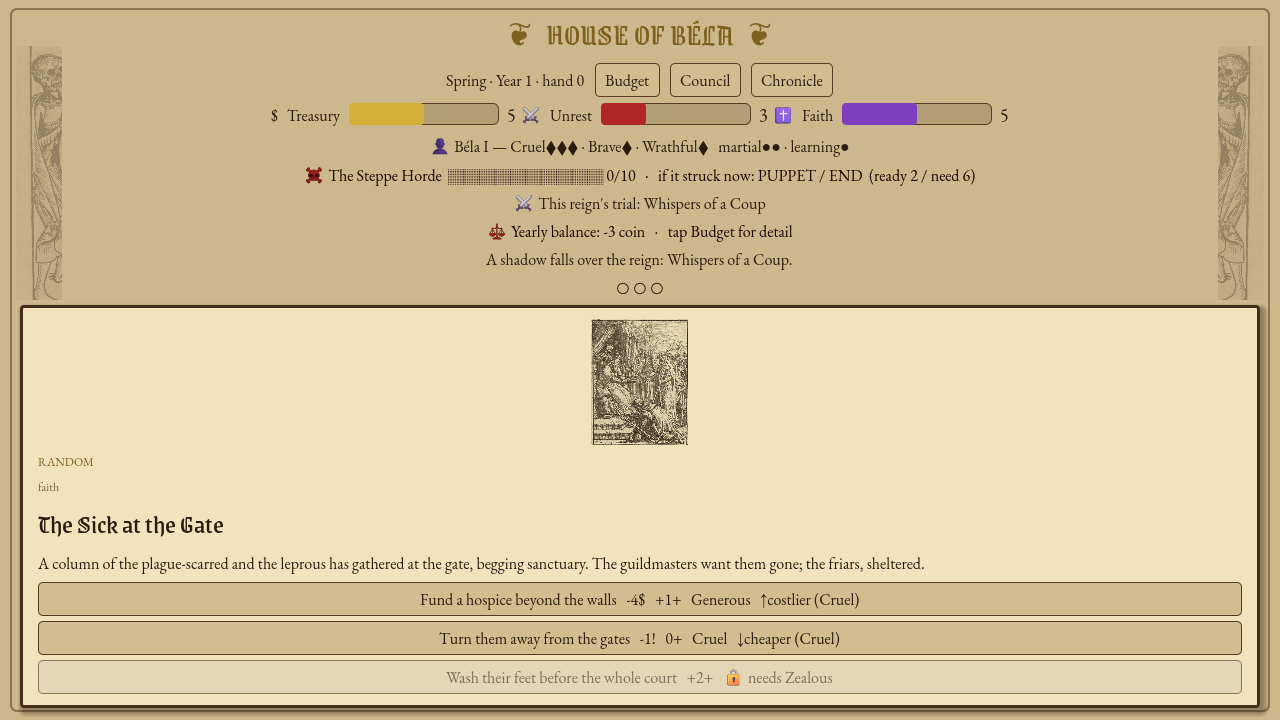 ❦ HOUSE OF BÉLA ❦
Spring · Year 1 · hand 0 Budget Council Chronicle
$ Treasury 5 ⚔ Unrest 3 ✝ Faith 5
👤 Béla I — Cruel♦♦♦ · Brave♦ · Wrathful♦ martial●● · learning●
☠ The Steppe Horde ░░░░░░░░░░ 0/10 · if it struck now: PUPPET / END (ready 2 / need 6)
⚔ This reign's trial: Whispers of a Coup
⚖ Yearly balance: -3 coin · tap Budget for detail
A shadow falls over the reign: Whispers of a Coup.
○○○
RANDOM
faith
The Sick at the Gate
A column of the plague-scarred and the leprous has gathered at the gate, begging sanctuary. The guildmasters want them gone; the friars, sheltered.
Fund a hospice beyond the walls -4$ +1+ Generous ↑costlier (Cruel)
Turn them away from the gates -1! 0+ Cruel ↓cheaper (Cruel)
Wash their feet before the whole court +2+ 🔒 needs Zealous